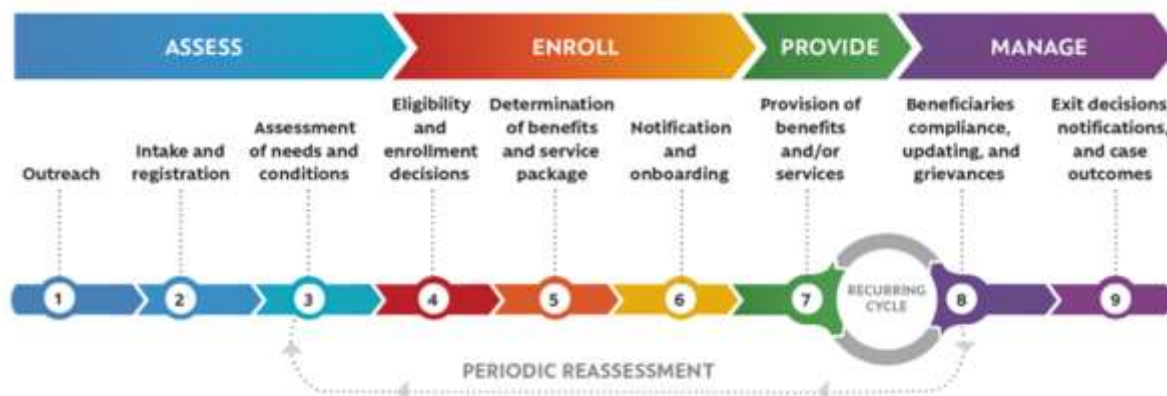 ASSESS
ENROLL
PROVIDE
MANAGE
Outreach
Intake and
registration
Assessment
of needs and
conditions
Eligibility
and
enrollment
decisions
Determination
of benefits
and service
package
Notification
and
onboarding
Provision of
benefits
and/or
services
Beneficiaries
compliance,
updating, and
grievances
Exit decisions,
notifications,
and case
outcomes
1
2
3
4
5
6
7
RECURRING
CYCLE
8
9
PERIODIC REASSESSMENT